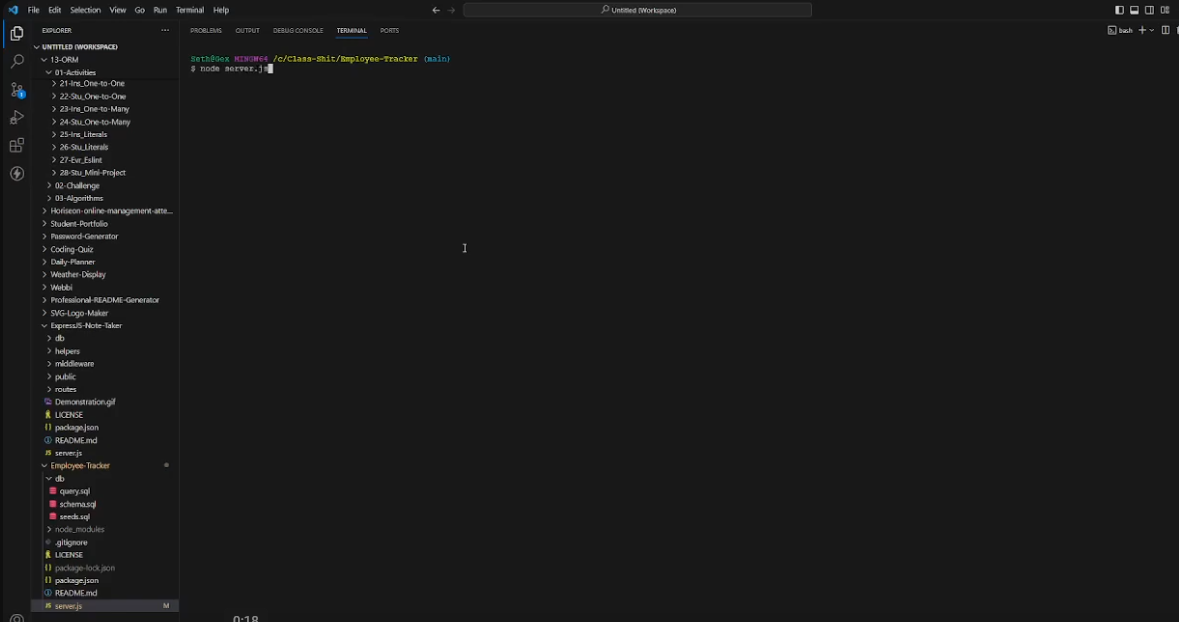 File Edit Selection View Go Run Terminal Help
Untitled (Workspace)
EXPLORER
UNTITLED (WORKSPACE)
13-ORM
01-Activities
21-Ins_One-to-One
22-Stu_One-to-One
23-Ins_One-to-Many
24-Stu_One-to-Many
25-Ins_Literals
26-Stu_Literals
27-Evr_Eslint
28-Stu_Mini-Project
02-Challenge
03-Algorithms
Horiseon-online-management-atte...
Student-Portfolio
Password-Generator
Coding-Quiz
Daily-Planner
Weather-Display
Webbi
Professional-README-Generator
SVG-Logo-Maker
ExpressJS-Note-Taker
db
helpers
middleware
public
routes
Demonstration.gif
LICENSE
package.json
README.md
server.js
Employee-Tracker
db
query.sql
schema.sql
seeds.sql
node_modules
.gitignore
LICENSE
package-lock.json
package.json
README.md
server.js M
PROBLEMS OUTPUT DEBUG CONSOLE TERMINAL PORTS
bash
Seth@Gex MINGW64 /c/Class-Shit/Employee-Tracker (main)
$ node server.js
0:18